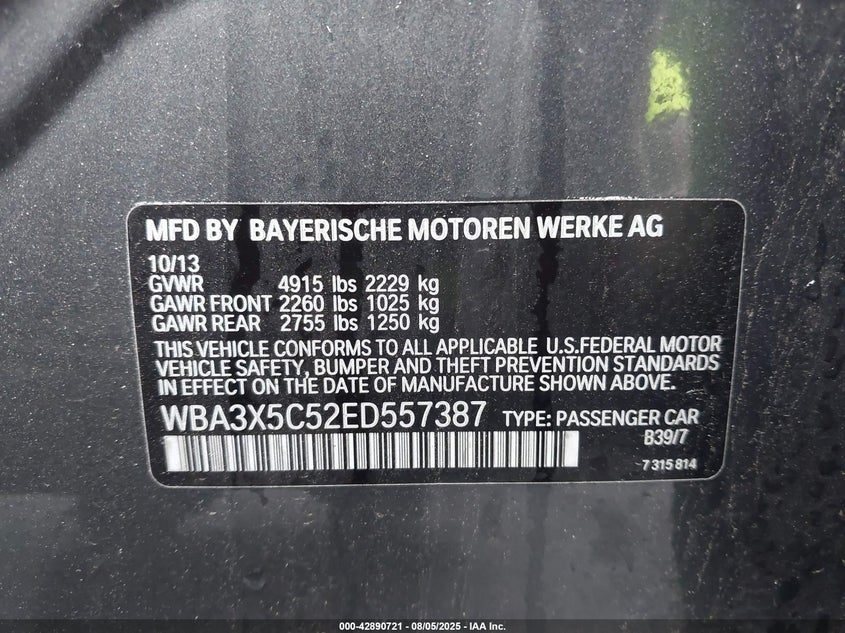 MFD BY BAYERISCHE MOTOREN WERKE AG
10/13
GVWR 4915 lbs 2229 kg
GAWR FRONT 2260 lbs 1025 kg
GAWR REAR 2755 lbs 1250 kg
THIS VEHICLE CONFORMS TO ALL APPLICABLE U.S.FEDERAL MOTOR
VEHICLE SAFETY, BUMPER AND THEFT PREVENTION STANDARDS
IN EFFECT ON THE DATE OF MANUFACTURE SHOWN ABOVE.
WBA3X5C52ED557387 TYPE: PASSENGER CAR
B39/7
7 315 814
000-42890721 - 08/05/2025 - IAA Inc.